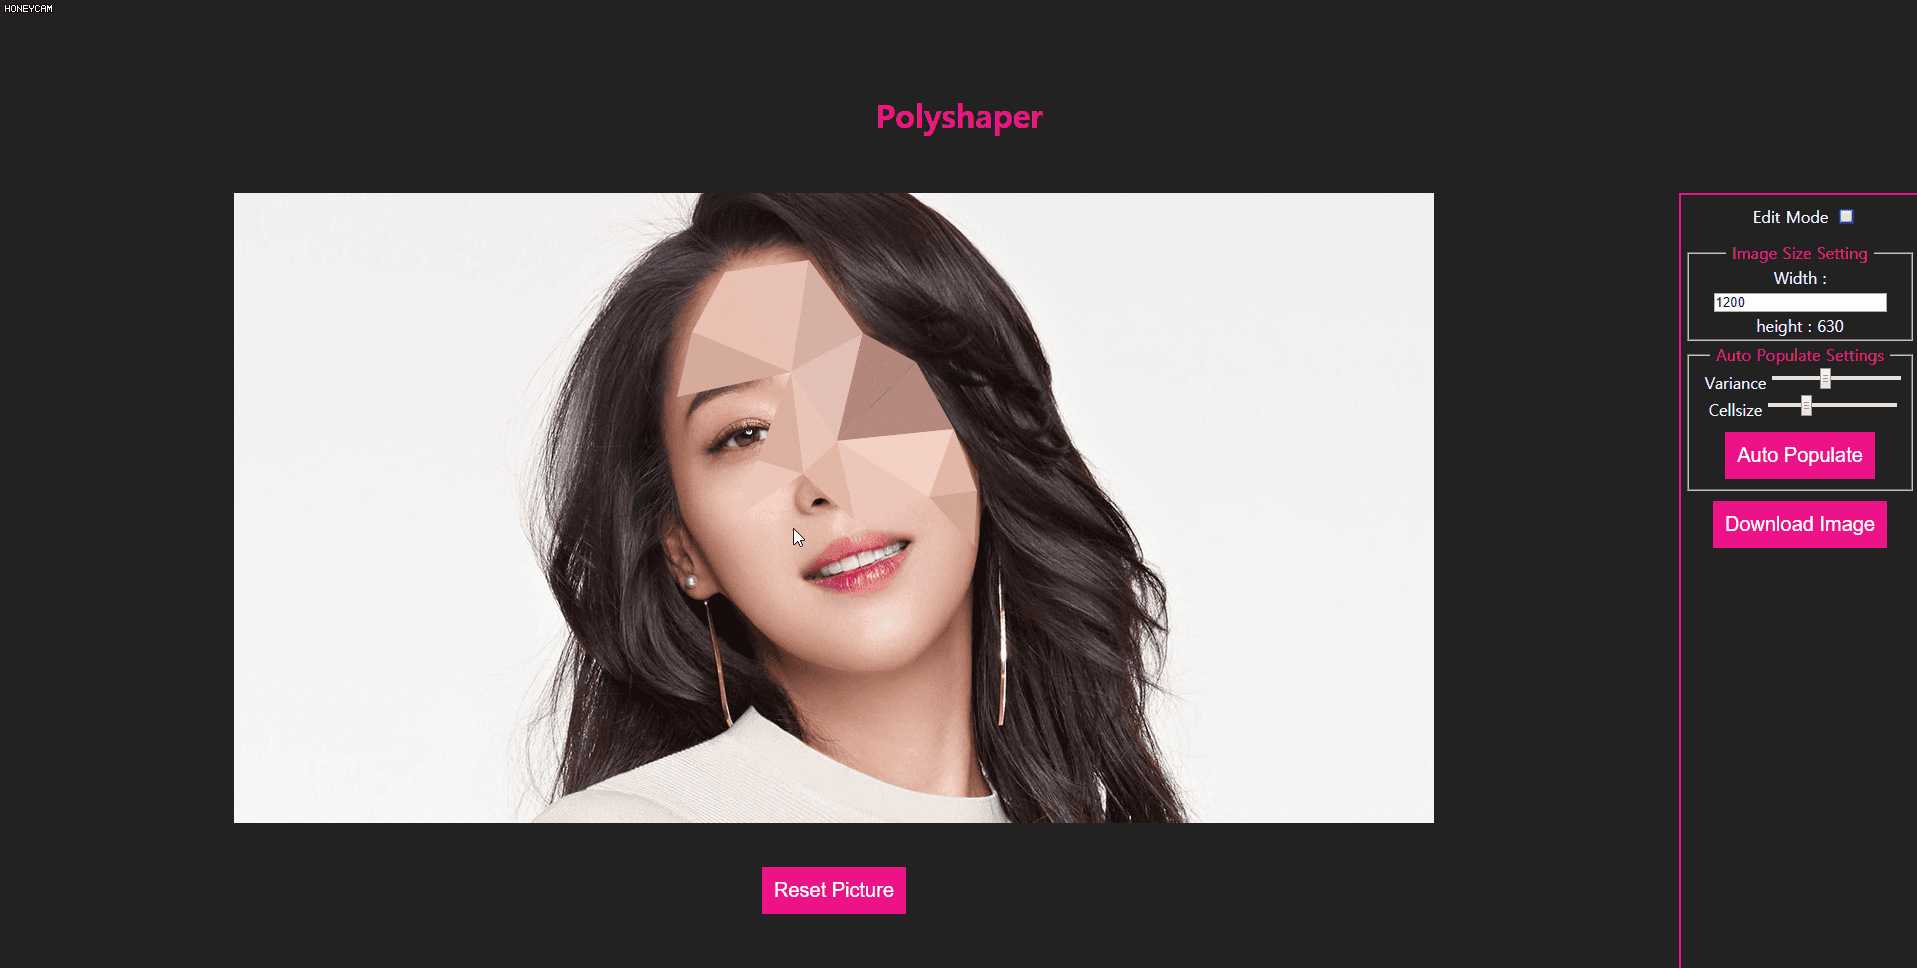 HONEYCAM
Polyshaper
Edit Mode
Image Size Setting
Width :
1200
height : 630
Auto Populate Settings
Variance
Cellsize
Auto Populate
Download Image
Reset Picture